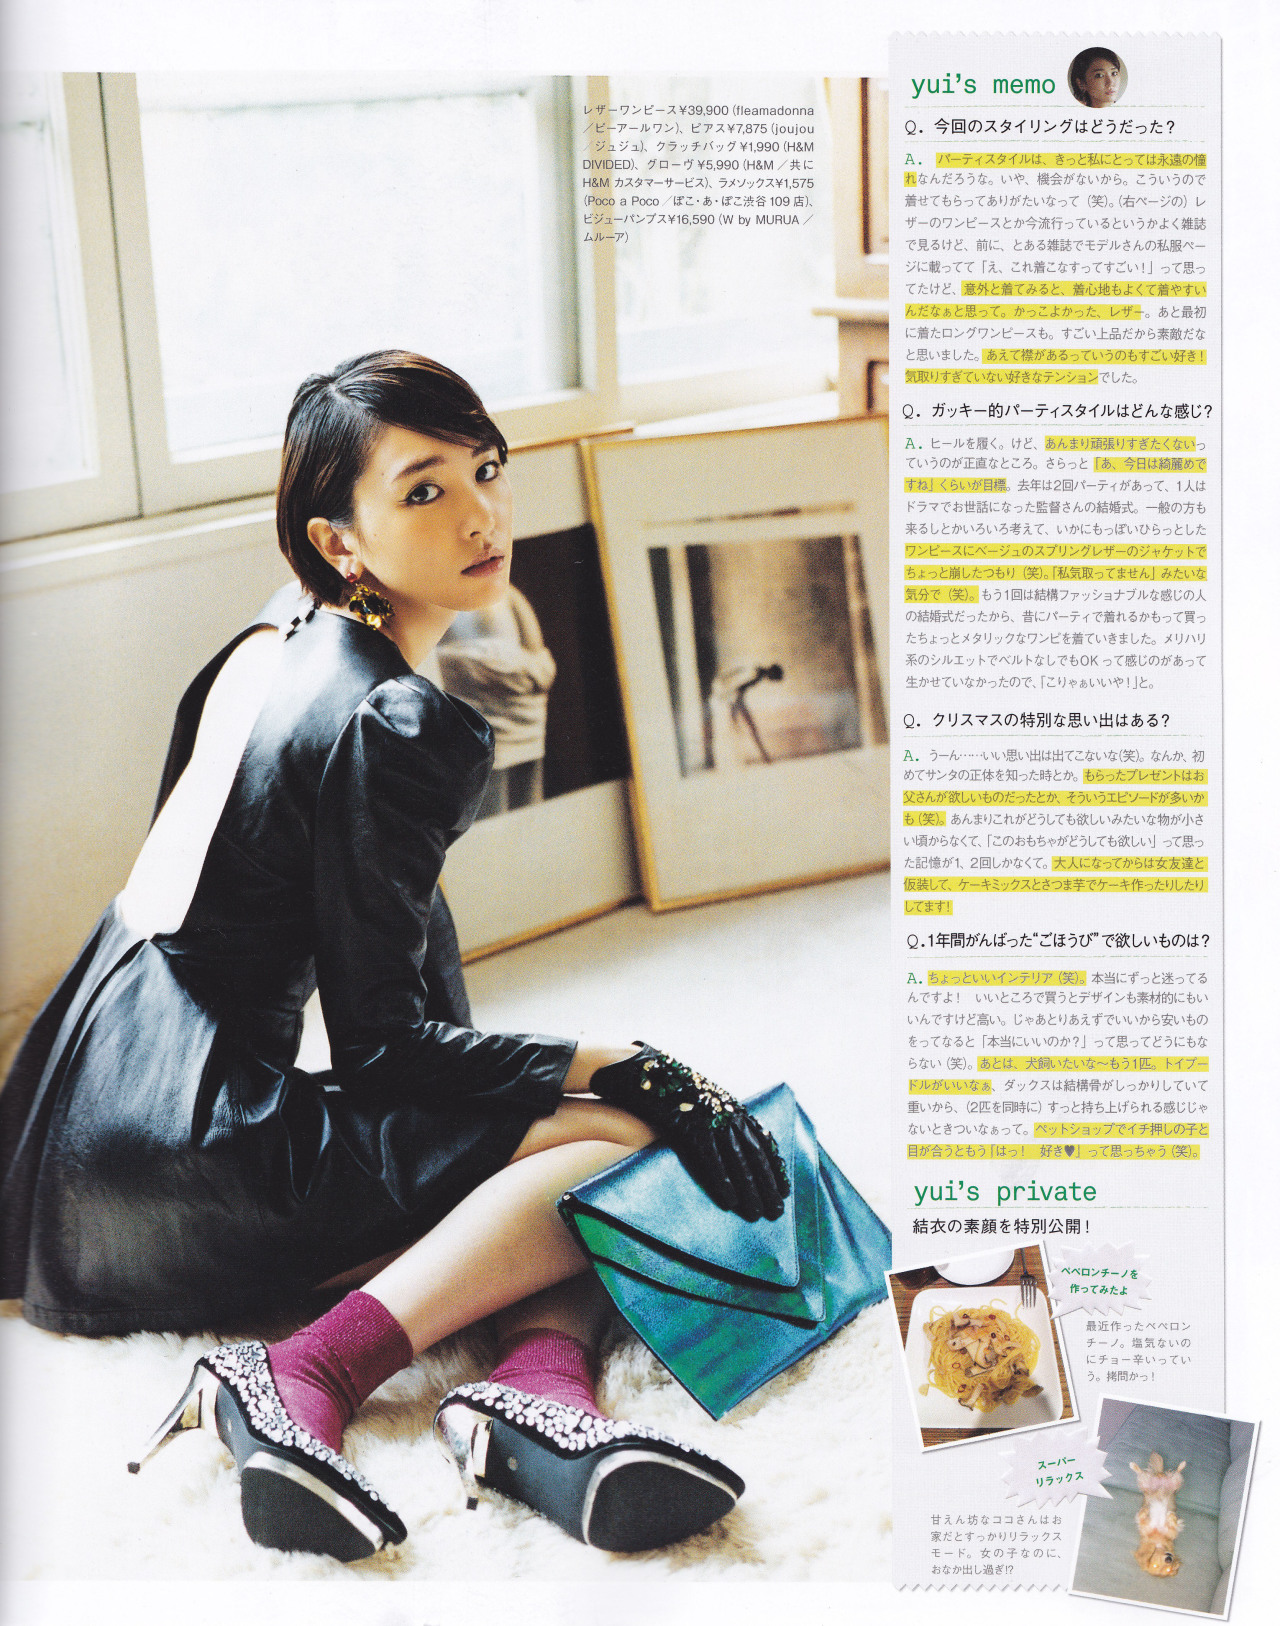 レザーワンピース¥39,900 (fleamadonna
／ビーアールワン)、ピアス¥7,875 (joujou
／ジュジュ)、クラッチバッグ¥1,990 (H&M
DIVIDED)、グローヴ¥5,990 (H&M ／共に
H&M カスタマーサービス)、ラメソックス¥1,575
(Poco a Poco ／ぽこ・あ・ぽこ渋谷 109 店)、
ビジューパンプス¥16,590 (W by MURUA ／
ムルーア)
yui's memo
Q. 今回のスタイリングはどうだった？
A. パーティスタイルは、きっと私にとっては永遠の憧
れなんだろうな。いや、機会がないから。こういうので
着せてもらってありがたいなって（笑）。（右ページの）レ
ザーのワンピースとか今流行っているというかよく雑誌
で見るけど、前に、とある雑誌でモデルさんの私服ペー
ジに載ってて「え、これ着こなすってすごい！」って思っ
てたけど、意外と着てみると、着心地もよくて着やすい
んだなぁと思って。かっこよかった、レザー。あと最初
に着たロングワンピースも。すごい上品だから素敵だな
と思いました。あえて襟があるっていうのもすごい好き！
気取りすぎていない好きなテンションでした。
Q. ガッキー的パーティスタイルはどんな感じ？
A. ヒールを履く。けど、あんまり頑張りすぎたくないっ
ていうのが正直なところ。さらっと「あ、今日は綺麗めで
すね」くらいが目標。去年は2回パーティがあって、1人は
ドラマでお世話になった監督さんの結婚式。一般の方も
来るしとかいろいろ考えて、いかにもっぽいひらっとした
ワンピースにベージュのスプリングレザーのジャケットで
ちょっと崩したつもり（笑）。「私気取ってません」みたいな
気分で（笑）。もう1回は結構ファッショナブルな感じの人
の結婚式だったから、昔にパーティで着れるかもって買っ
たちょっとメタリックなワンピを着ていきました。メリハリ
系のシルエットでベルトなしでもOKって感じのがあって
生かせていなかったので、「こりゃぁいいや！」と。
Q. クリスマスの特別な思い出はある？
A. うーん……いい思い出は出てこないな(笑)。なんか、初
めてサンタの正体を知った時とか。もらったプレゼントはお
父さんが欲しいものだったとか、そういうエピソードが多いか
も（笑）。あんまりこれがどうしても欲しいみたいな物が小さ
い頃からなくて、「このおもちゃがどうしても欲しい」って思っ
た記憶が1、2回しかなくて。大人になってからは女友達と
仮装して、ケーキミックスとさつま芋でケーキ作ったりしたり
してます！
Q.1年間がんばった“ごほうび”で欲しいものは？
A. ちょっといいインテリア（笑）。本当にずっと迷ってる
んですよ！　いいところで買うとデザインも素材的にもい
いんですけど高い。じゃあとりあえずでいいから安いもの
をってなると「本当にいいのか？」って思ってどうにもな
らない（笑）。あとは、犬飼いたいな〜もう1匹。トイプー
ドルがいいなぁ、ダックスは結構骨がしっかりしていて
重いから、（2匹を同時に）すっと持ち上げられる感じじゃ
ないときついなぁって。ペットショップでイチ押しの子と
目が合うともう「はっ！　好き♥」って思っちゃう（笑）。
yui's private
結衣の素顔を特別公開！
ペペロンチーノを
作ってみたよ
最近作ったペペロン
チーノ。塩気ないの
にチョー辛いってい
う。拷問かっ！
スーパー
リラックス
甘えん坊なココさんはお
家だとすっかりリラックス
モード。女の子なのに、
おなか出し過ぎ!?